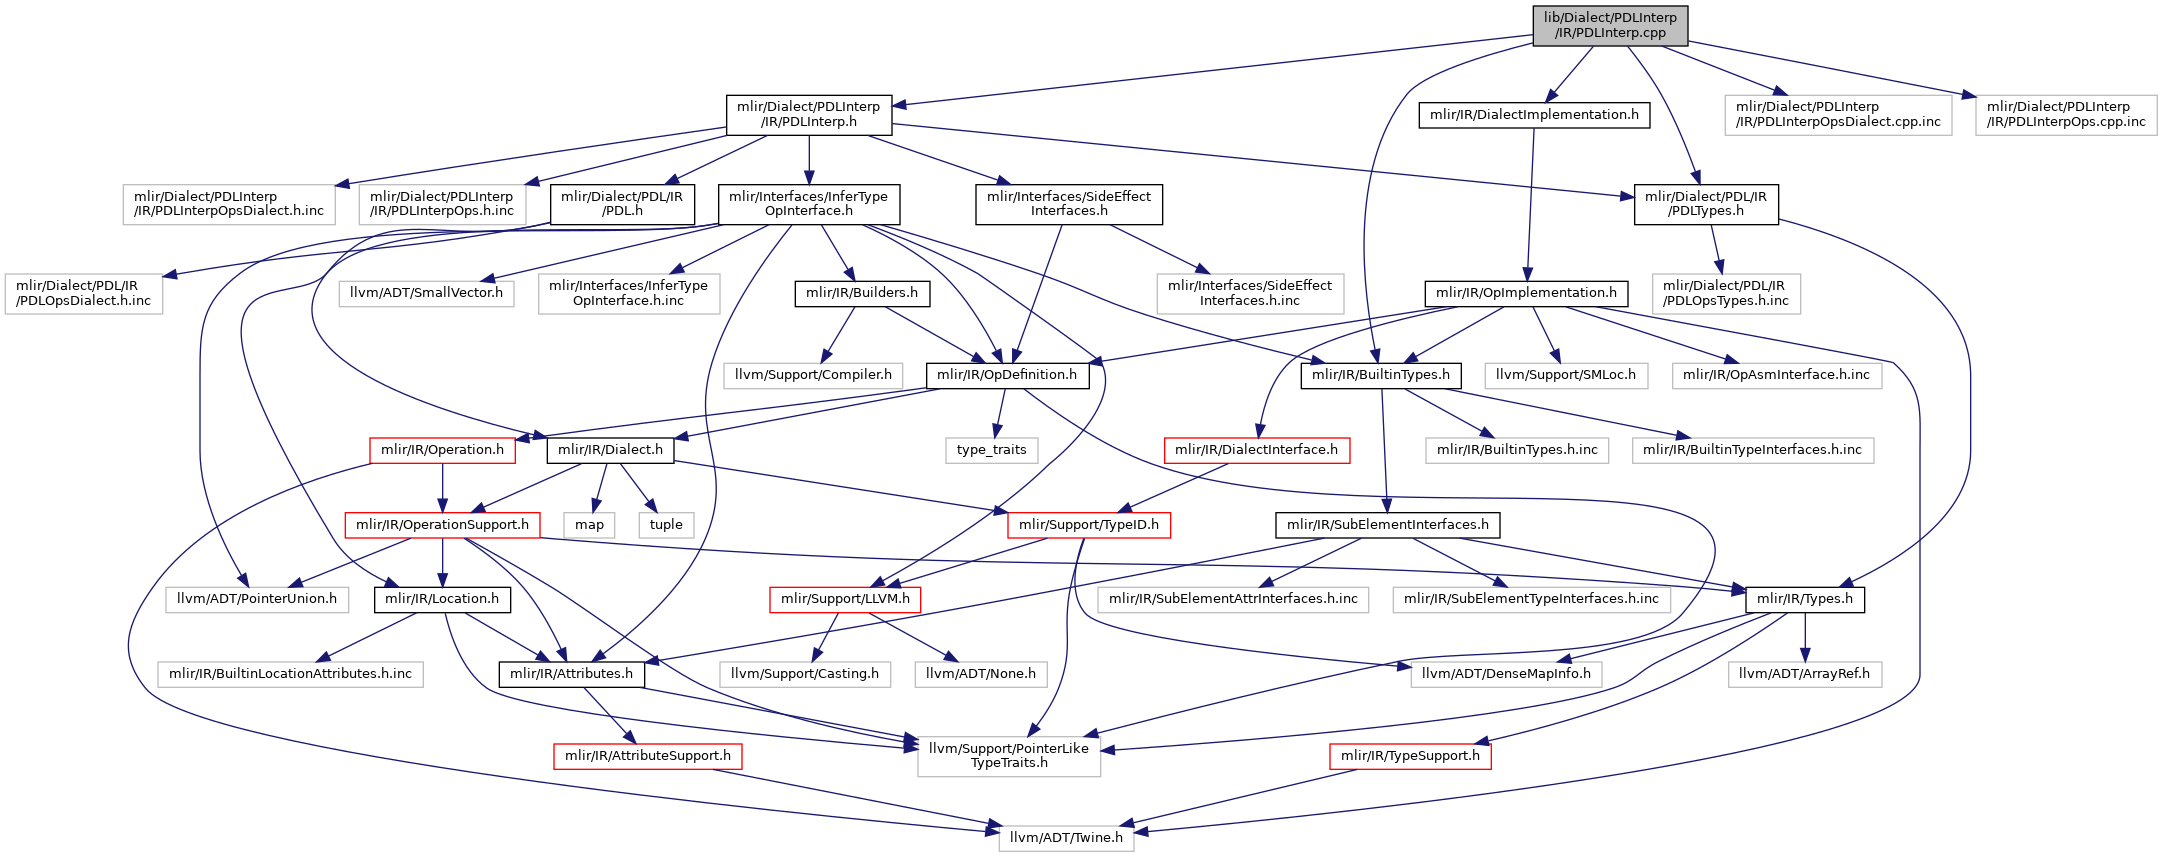 lib/Dialect/PDLInterp
/IR/PDLInterp.cpp
mlir/Dialect/PDLInterp
/IR/PDLInterp.h
mlir/IR/DialectImplementation.h
mlir/Dialect/PDLInterp
/IR/PDLInterpOpsDialect.cpp.inc
mlir/Dialect/PDLInterp
/IR/PDLInterpOps.cpp.inc
mlir/Dialect/PDLInterp
/IR/PDLInterpOpsDialect.h.inc
mlir/Dialect/PDLInterp
/IR/PDLInterpOps.h.inc
mlir/Dialect/PDL/IR
/PDL.h
mlir/Interfaces/InferType
OpInterface.h
mlir/Interfaces/SideEffect
Interfaces.h
mlir/Dialect/PDL/IR
/PDLTypes.h
mlir/Dialect/PDL/IR
/PDLOpsDialect.h.inc
llvm/ADT/SmallVector.h
mlir/Interfaces/InferType
OpInterface.h.inc
mlir/IR/Builders.h
mlir/Interfaces/SideEffect
Interfaces.h.inc
mlir/IR/OpImplementation.h
mlir/Dialect/PDL/IR
/PDLOpsTypes.h.inc
llvm/Support/Compiler.h
mlir/IR/OpDefinition.h
mlir/IR/BuiltinTypes.h
llvm/Support/SMLoc.h
mlir/IR/OpAsmInterface.h.inc
mlir/IR/Operation.h
mlir/IR/Dialect.h
type_traits
mlir/IR/DialectInterface.h
mlir/IR/BuiltinTypes.h.inc
mlir/IR/BuiltinTypeInterfaces.h.inc
mlir/IR/OperationSupport.h
map
tuple
mlir/Support/TypeID.h
mlir/IR/SubElementInterfaces.h
llvm/ADT/PointerUnion.h
mlir/IR/Location.h
mlir/Support/LLVM.h
mlir/IR/SubElementAttrInterfaces.h.inc
mlir/IR/SubElementTypeInterfaces.h.inc
mlir/IR/Types.h
mlir/IR/BuiltinLocationAttributes.h.inc
mlir/IR/Attributes.h
llvm/Support/Casting.h
llvm/ADT/None.h
llvm/ADT/DenseMapInfo.h
llvm/ADT/ArrayRef.h
mlir/IR/AttributeSupport.h
llvm/Support/PointerLike
TypeTraits.h
mlir/IR/TypeSupport.h
llvm/ADT/Twine.h